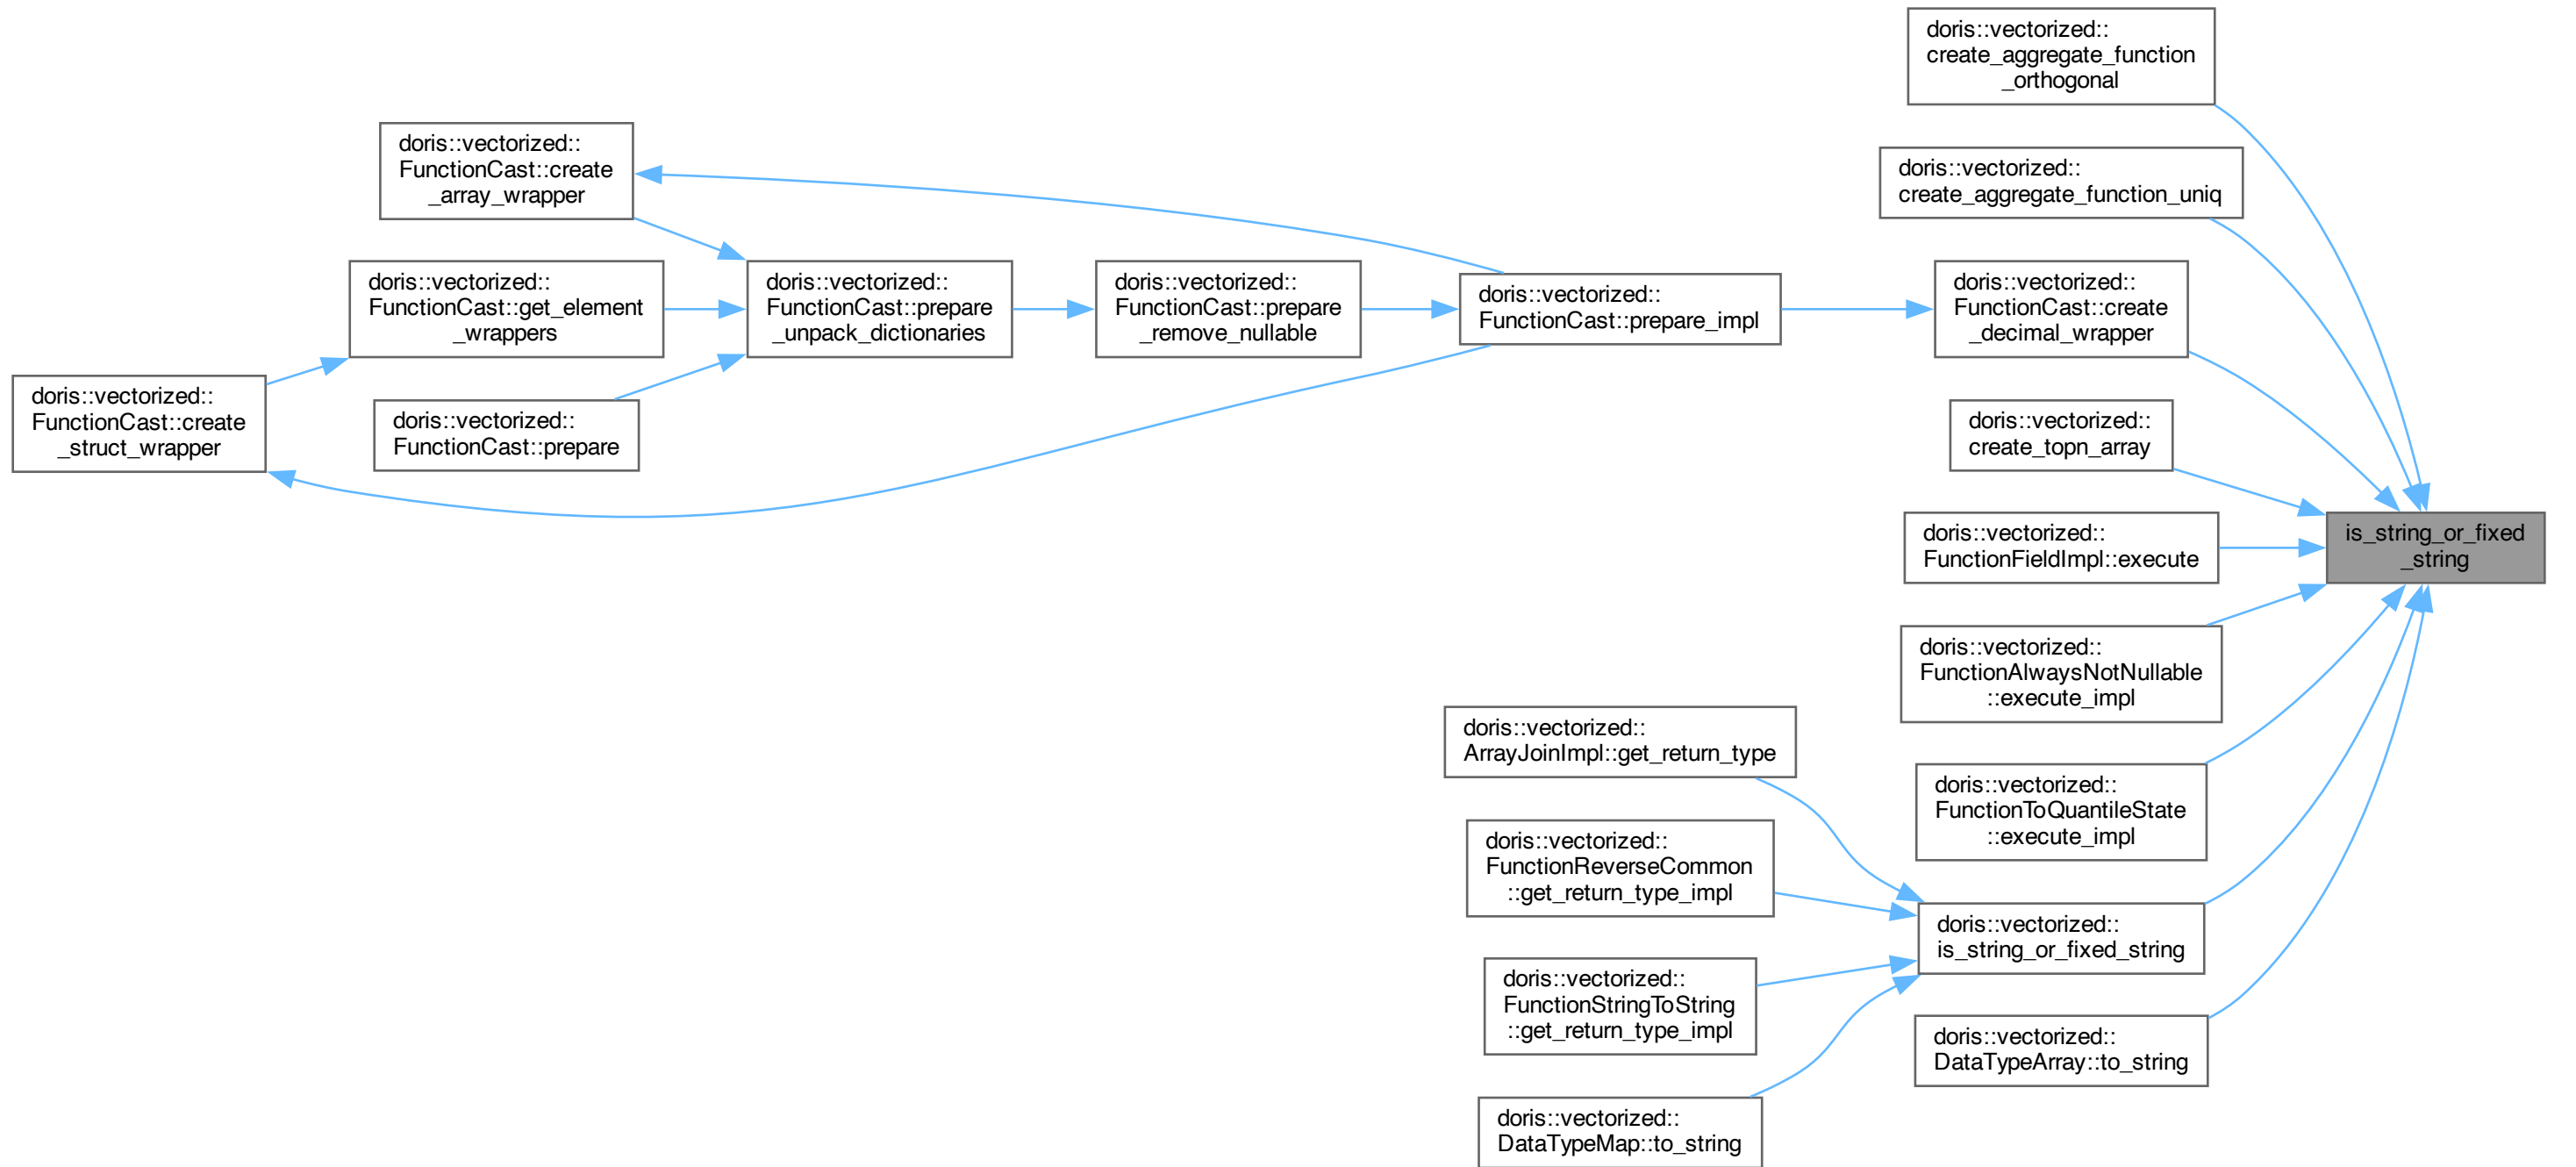 doris::vectorized::
create_aggregate_function
_orthogonal
doris::vectorized::
FunctionCast::create
_array_wrapper
doris::vectorized::
create_aggregate_function_uniq
doris::vectorized::
FunctionCast::get_element
_wrappers
doris::vectorized::
FunctionCast::prepare
_unpack_dictionaries
doris::vectorized::
FunctionCast::prepare
_remove_nullable
doris::vectorized::
FunctionCast::prepare_impl
doris::vectorized::
FunctionCast::create
_decimal_wrapper
doris::vectorized::
FunctionCast::create
_struct_wrapper
doris::vectorized::
FunctionCast::prepare
doris::vectorized::
create_topn_array
doris::vectorized::
FunctionFieldImpl::execute
is_string_or_fixed
_string
doris::vectorized::
FunctionAlwaysNotNullable
::execute_impl
doris::vectorized::
ArrayJoinImpl::get_return_type
doris::vectorized::
FunctionToQuantileState
::execute_impl
doris::vectorized::
FunctionReverseCommon
::get_return_type_impl
doris::vectorized::
is_string_or_fixed_string
doris::vectorized::
FunctionStringToString
::get_return_type_impl
doris::vectorized::
DataTypeArray::to_string
doris::vectorized::
DataTypeMap::to_string